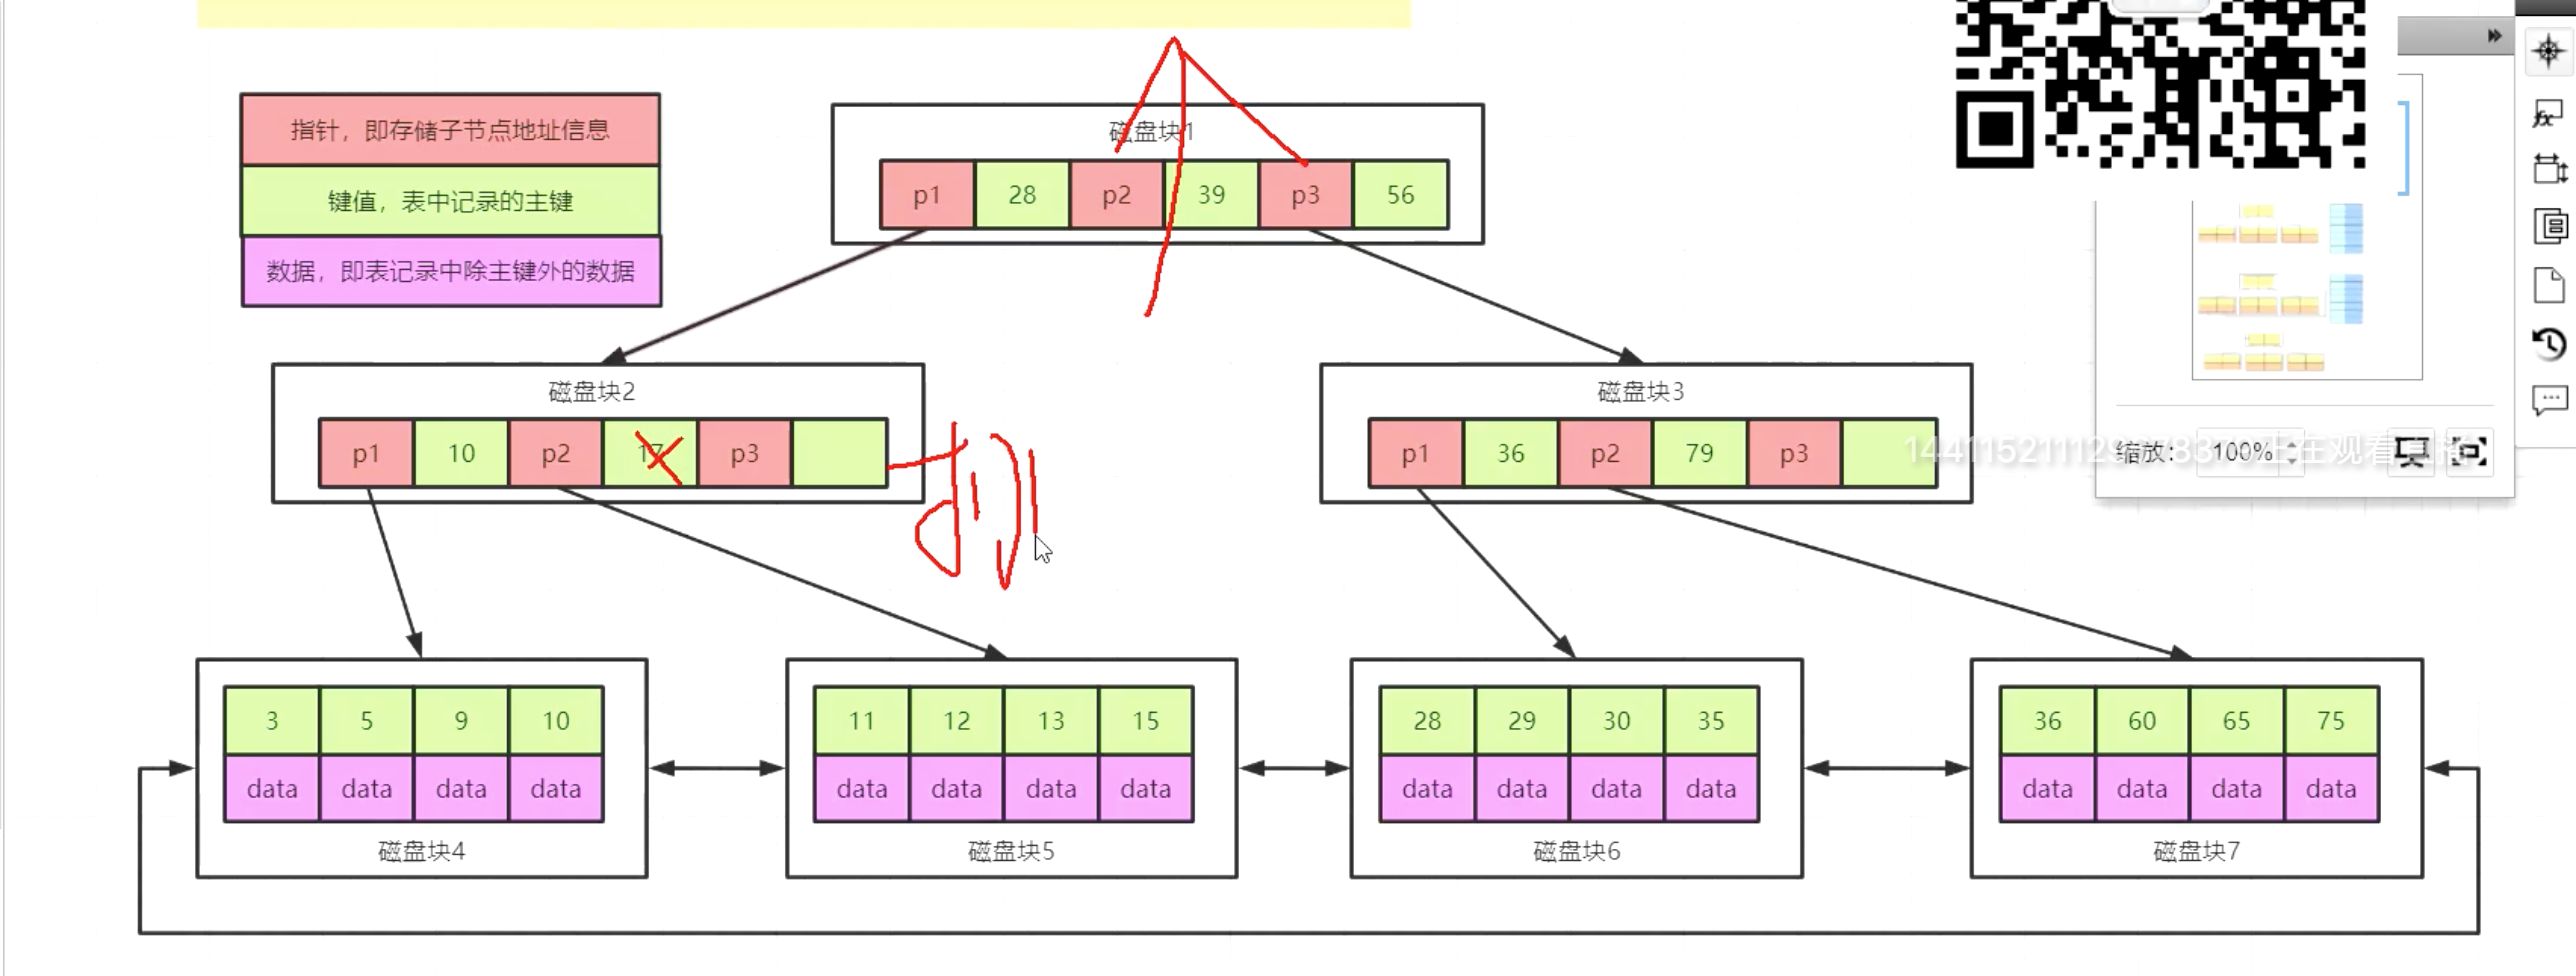 指针，即存储子节点地址信息
键值，表中记录的主键
数据，即表记录中除主键外的数据
磁盘块1
p1 28 p2 39 p3 56
磁盘块2
p1 10 p2 17 p3
磁盘块3
p1 36 p2 79 p3
缩放： 100%
3 5 9 10
data data data data
磁盘块4
11 12 13 15
data data data data
磁盘块5
28 29 30 35
data data data data
磁盘块6
36 60 65 75
data data data data
磁盘块7